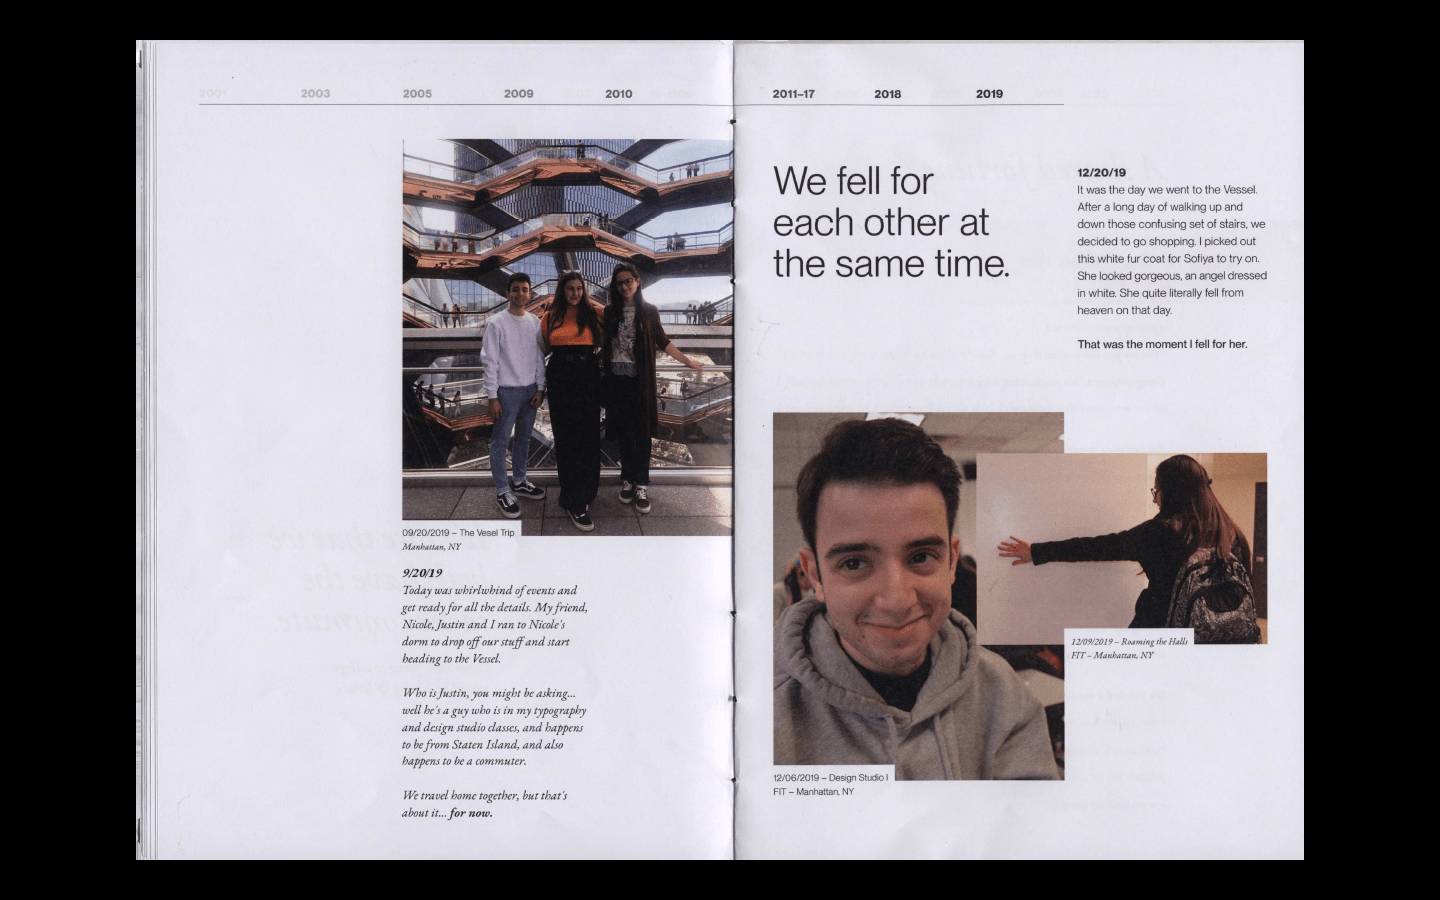 2001 2003 2005 2009 2010
2011–17 2018 2019
09/20/2019 – The Vesel Trip
Manhattan, NY
9/20/19
Today was whirlwhind of events and
get ready for all the details. My friend,
Nicole, Justin and I ran to Nicole's
dorm to drop off our stuff and start
heading to the Vessel.
Who is Justin, you might be asking...
well he's a guy who is in my typography
and design studio classes, and happens
to be from Staten Island, and also
happens to be a commuter.
We travel home together, but that's
about it... for now.
We fell for
each other at
the same time.
12/20/19
It was the day we went to the Vessel.
After a long day of walking up and
down those confusing set of stairs, we
decided to go shopping. I picked out
this white fur coat for Sofiya to try on.
She looked gorgeous, an angel dressed
in white. She quite literally fell from
heaven on that day.
That was the moment I fell for her.
12/09/2019 – Roaming the Halls
FIT – Manhattan, NY
12/06/2019 – Design Studio I
FIT – Manhattan, NY